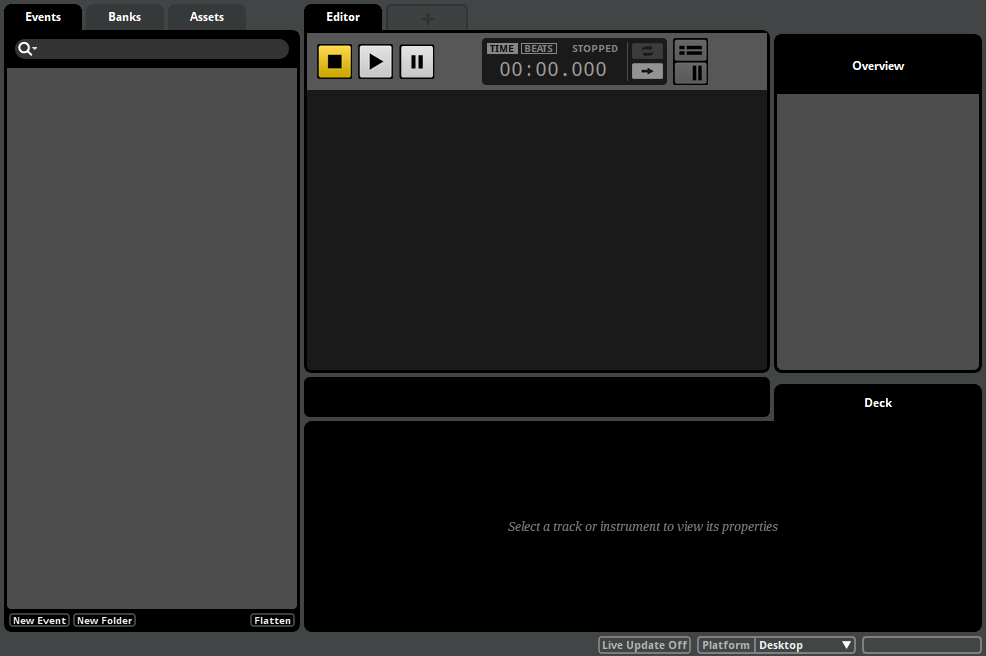 Events Banks Assets Editor +
TIME BEATS STOPPED
00:00.000
Overview
Deck
Select a track or instrument to view its properties
New Event New Folder Flatten
Live Update Off Platform Desktop